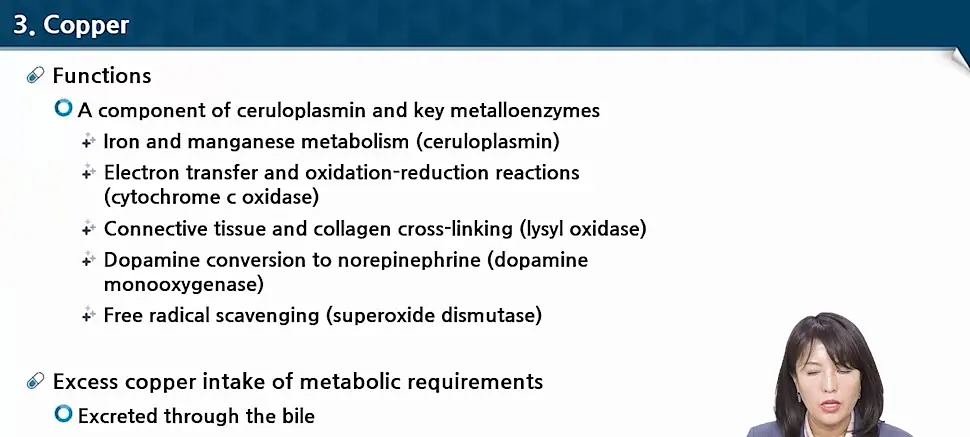 3. Copper
Functions
A component of ceruloplasmin and key metalloenzymes
Iron and manganese metabolism (ceruloplasmin)
Electron transfer and oxidation-reduction reactions
(cytochrome c oxidase)
Connective tissue and collagen cross-linking (lysyl oxidase)
Dopamine conversion to norepinephrine (dopamine
monooxygenase)
Free radical scavenging (superoxide dismutase)
Excess copper intake of metabolic requirements
Excreted through the bile